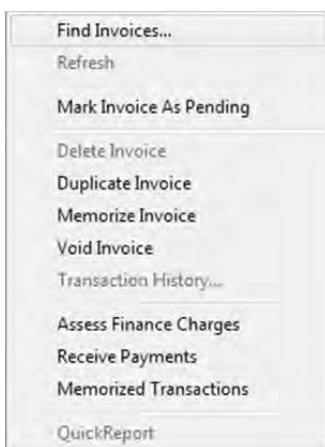 Find Invoices...
Refresh
Mark Invoice As Pending
Delete Invoice
Duplicate Invoice
Memorize Invoice
Void Invoice
Transaction History...
Assess Finance Charges
Receive Payments
Memorized Transactions
QuickReport